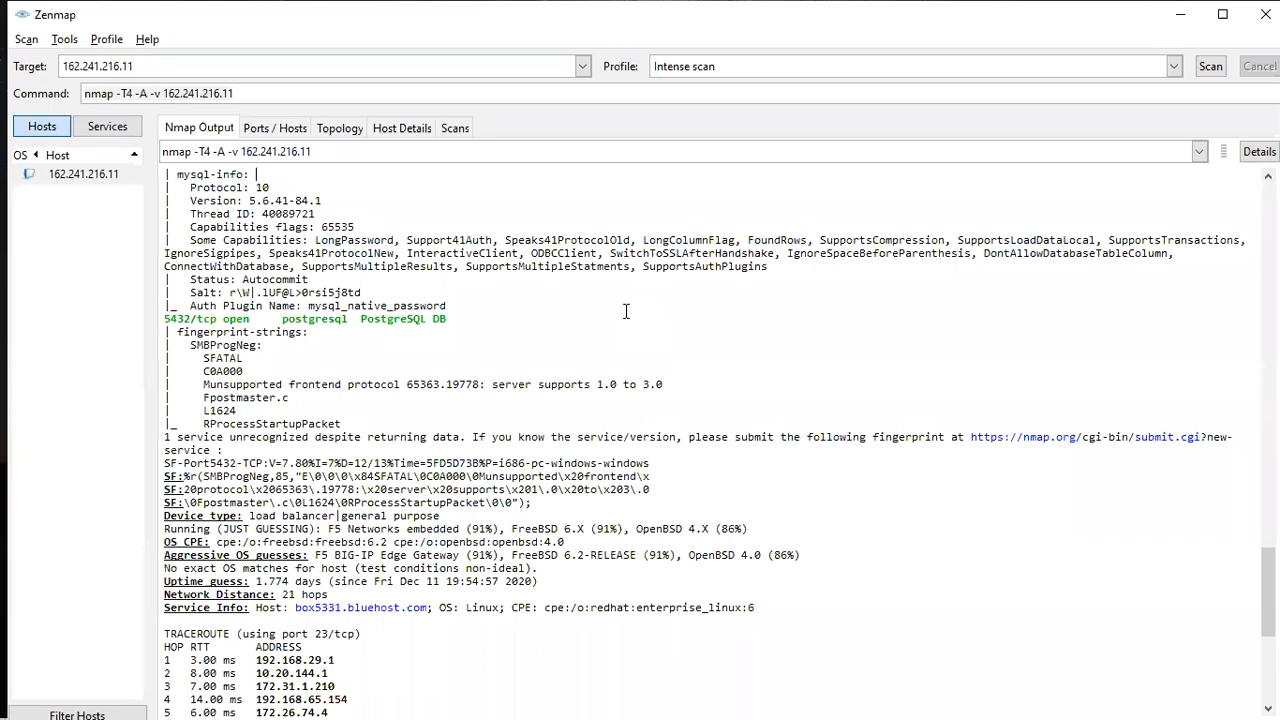 Zenmap
Scan Tools Profile Help
Target: 162.241.216.11 Profile: Intense scan Scan Cancel
Command: nmap -T4 -A -v 162.241.216.11
Hosts Services Nmap Output Ports / Hosts Topology Host Details Scans
OS Host
162.241.216.11
nmap -T4 -A -v 162.241.216.11 Details
| mysql-info: 
|   Protocol: 10
|   Version: 5.6.41-84.1
|   Thread ID: 40089721
|   Capabilities flags: 65535
|   Some Capabilities: LongPassword, Support41Auth, Speaks41ProtocolOld, LongColumnFlag, FoundRows, SupportsCompression, SupportsLoadDataLocal, SupportsTransactions,
IgnoreSigpipes, Speaks41ProtocolNew, InteractiveClient, ODBCClient, SwitchToSSLAfterHandshake, IgnoreSpaceBeforeParenthesis, DontAllowDatabaseTableColumn,
ConnectWithDatabase, SupportsMultipleResults, SupportsMultipleStatments, SupportsAuthPlugins
|   Status: Autocommit
|   Salt: r\W|.lUF@L>0rsi5j8td
|_  Auth Plugin Name: mysql_native_password
5432/tcp open     postgresql  PostgreSQL DB
| fingerprint-strings:
|   SMBProgNeg:
|     SFATAL
|     C0A000
|     Munsupported frontend protocol 65363.19778: server supports 1.0 to 3.0
|     Fpostmaster.c
|     L1624
|_    RProcessStartupPacket
1 service unrecognized despite returning data. If you know the service/version, please submit the following fingerprint at https://nmap.org/cgi-bin/submit.cgi?new-
service :
SF-Port5432-TCP:V=7.80%I=7%D=12/13%Time=5FD5D73B%P=i686-pc-windows-windows
SF:%r(SMBProgNeg,85,"E\0\0\0\x84SFATAL\0C0A000\0Munsupported\x20frontend\x
SF:20protocol\x2065363\.19778:\x20server\x20supports\x201\.0\x20to\x203\.0
SF:\0Fpostmaster\.c\0L1624\0RProcessStartupPacket\0\0");
Device type: load balancer|general purpose
Running (JUST GUESSING): F5 Networks embedded (91%), FreeBSD 6.X (91%), OpenBSD 4.X (86%)
OS CPE: cpe:/o:freebsd:freebsd:6.2 cpe:/o:openbsd:openbsd:4.0
Aggressive OS guesses: F5 BIG-IP Edge Gateway (91%), FreeBSD 6.2-RELEASE (91%), OpenBSD 4.0 (86%)
No exact OS matches for host (test conditions non-ideal).
Uptime guess: 1.774 days (since Fri Dec 11 19:54:57 2020)
Network Distance: 21 hops
Service Info: Host: box5331.bluehost.com; OS: Linux; CPE: cpe:/o:redhat:enterprise_linux:6
TRACEROUTE (using port 23/tcp)
HOP RTT      ADDRESS
1   3.00 ms  192.168.29.1
2   8.00 ms  10.20.144.1
3   7.00 ms  172.31.1.210
4   14.00 ms 192.168.65.154
5   6.00 ms  172.26.74.4
Filter Hosts